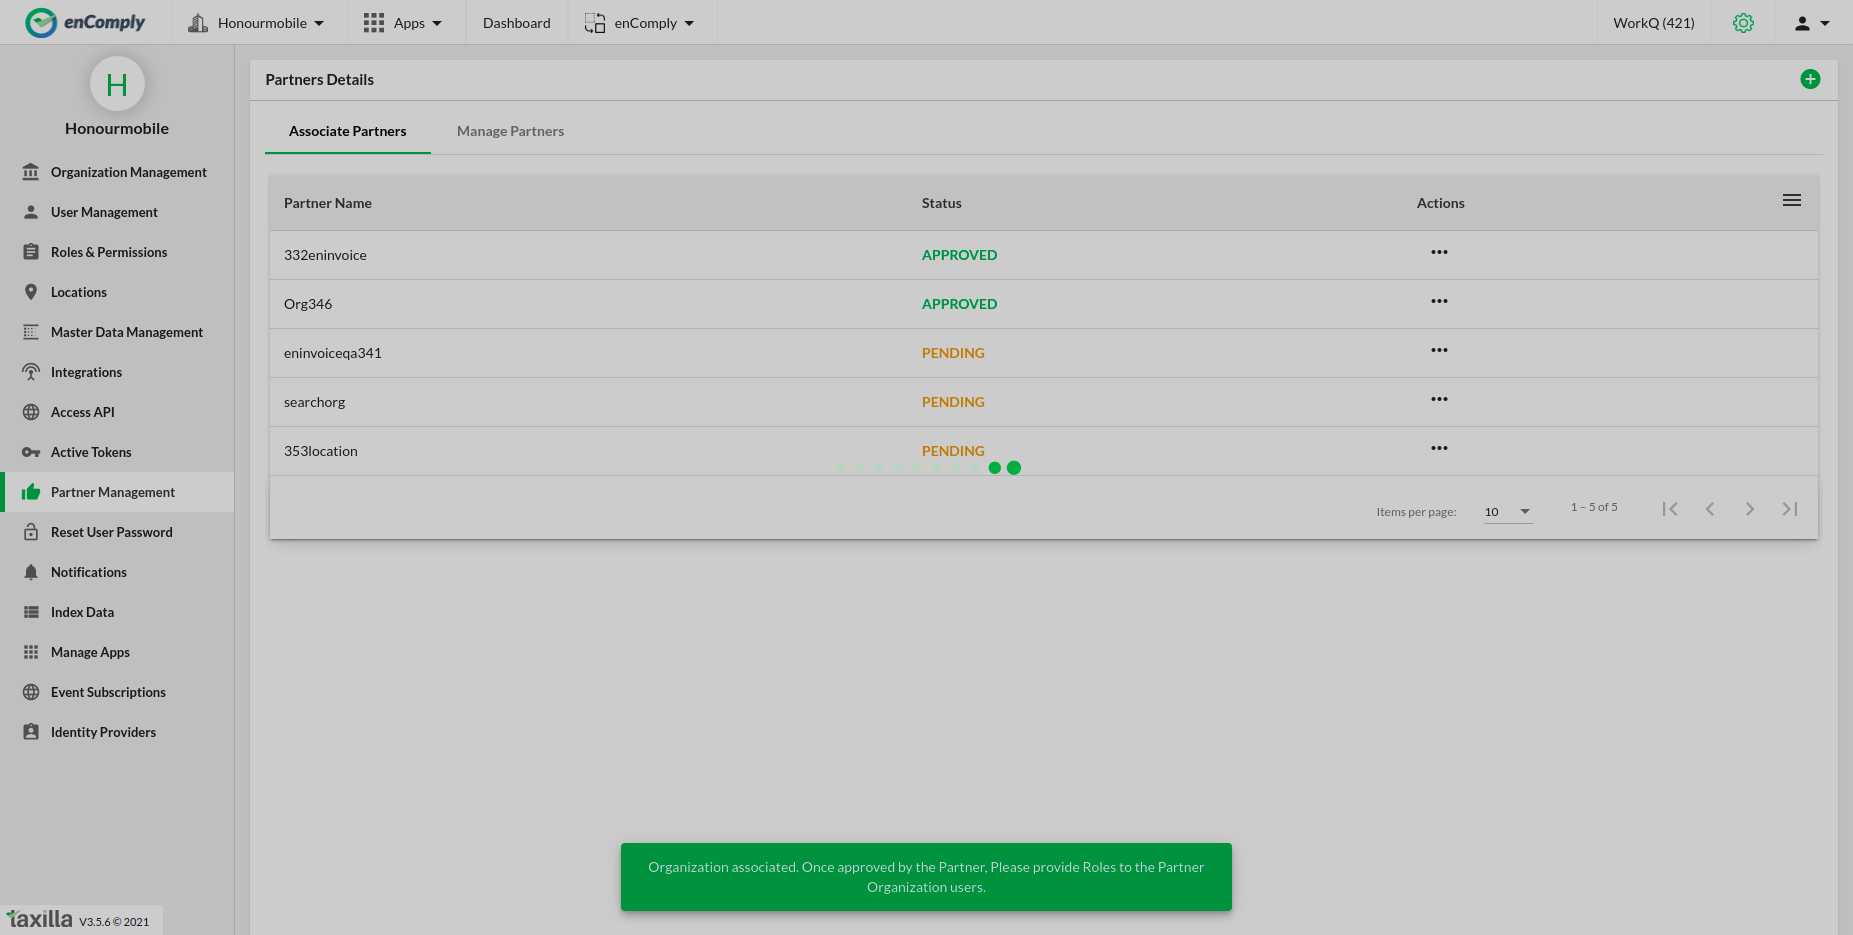 enComply
Honourmobile
Apps
Dashboard
enComply
WorkQ (421)
H
Honourmobile
Organization Management
User Management
Roles & Permissions
Locations
Master Data Management
Integrations
Access API
Active Tokens
Partner Management
Reset User Password
Notifications
Index Data
Manage Apps
Event Subscriptions
Identity Providers
taxilla V3.5.6 © 2021
Partners Details
Associate Partners Manage Partners
Partner Name Status Actions
332eninvoice APPROVED
Org346 APPROVED
eninvoiceqa341 PENDING
searchorg PENDING
353location PENDING
Items per page: 10 1 – 5 of 5
Organization associated. Once approved by the Partner, Please provide Roles to the Partner
Organization users.